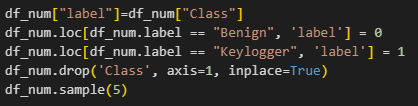 df_num["label"]=df_num["Class"]
df_num.loc[df_num.label == "Benign", 'label'] = 0
df_num.loc[df_num.label == "Keylogger", 'label'] = 1
df_num.drop('Class', axis=1, inplace=True)
df_num.sample(5)